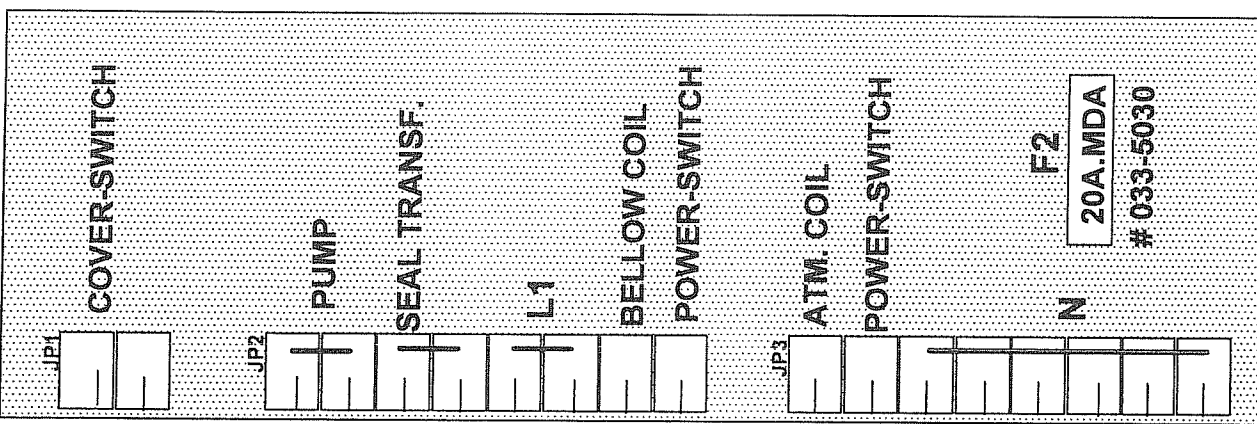 JP1
COVER-SWITCH
JP2
PUMP
SEAL TRANSF.
L1
BELLOW COIL
POWER-SWITCH
JP3
ATM. COIL
POWER-SWITCH
N
F2
20A.MDA
# 033-5030